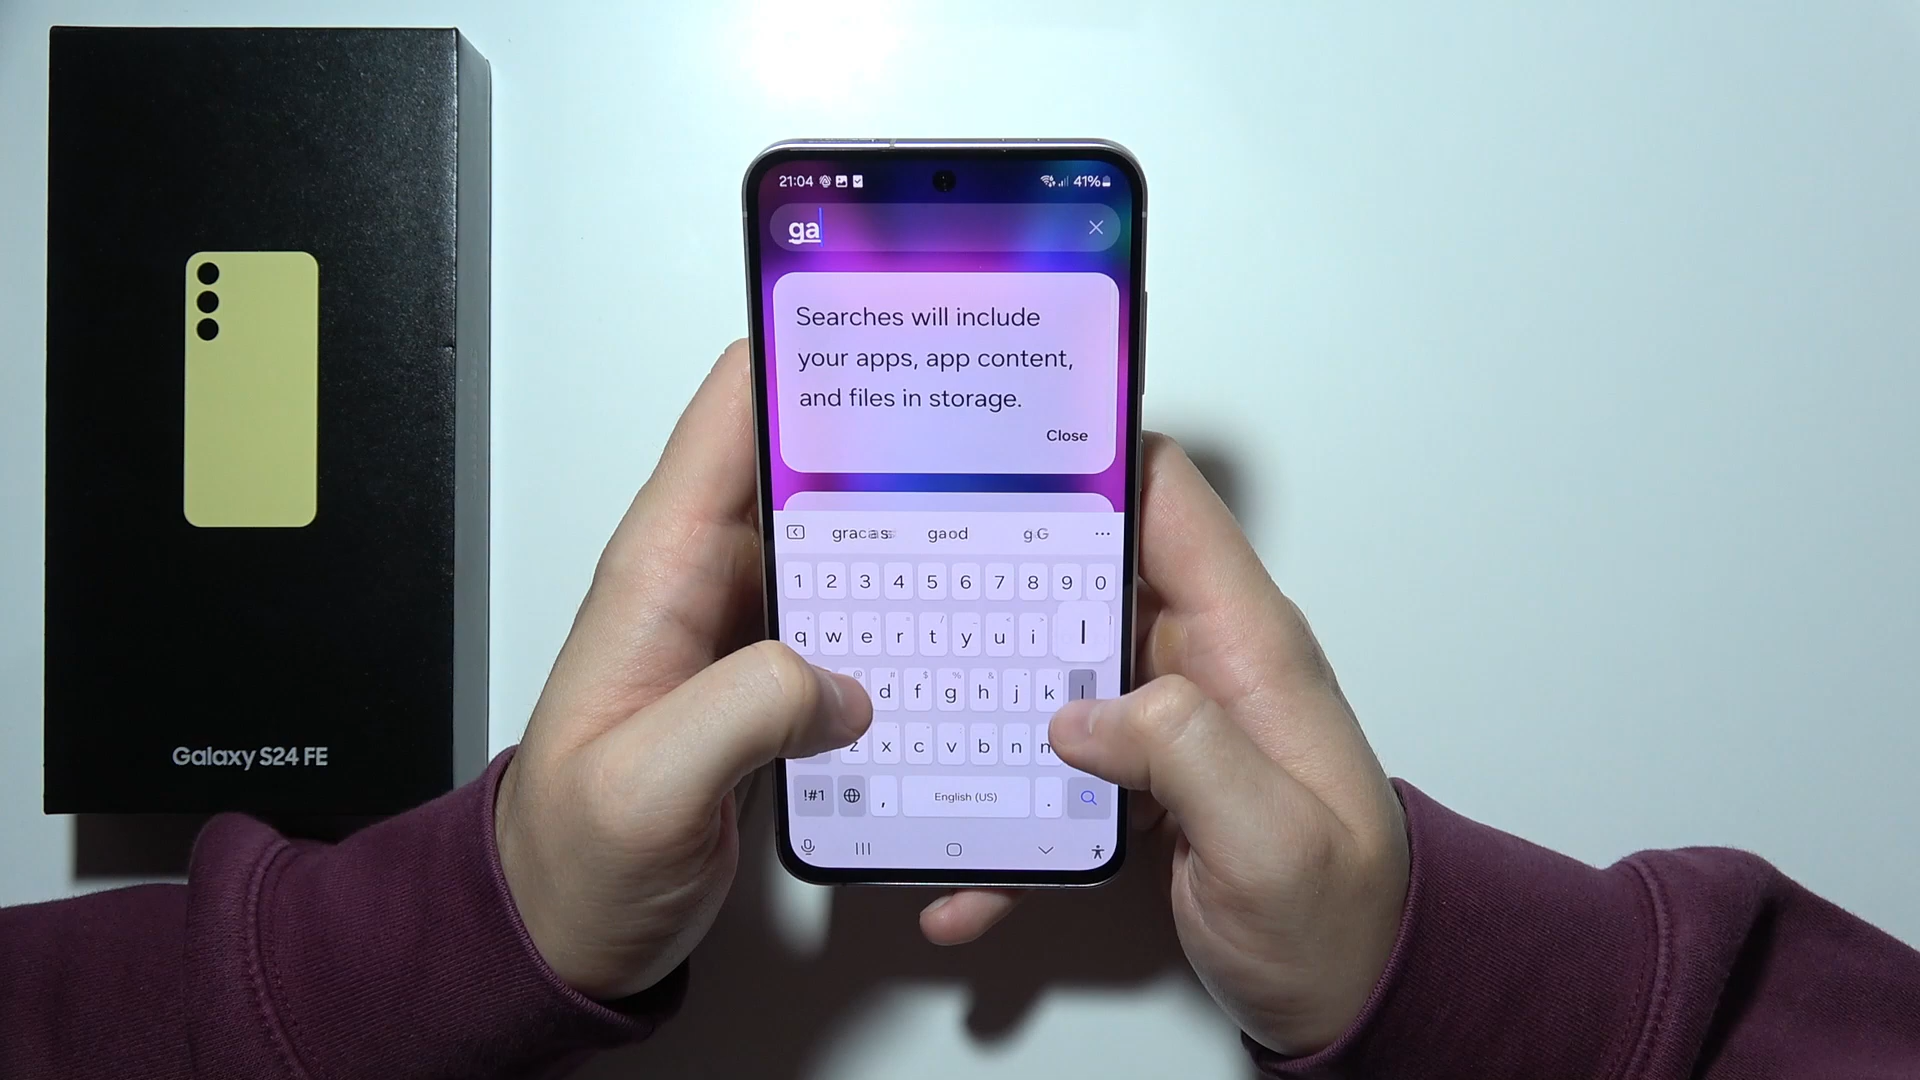 21:04
41%
ga
Searches will include
your apps, app content,
and files in storage.
Close
1 2 3 4 5 6 7 8 9 0
q w e r t y u i l
d f g h j k l
z x c v b n m
!#1 , English (US) .
Galaxy S24 FE